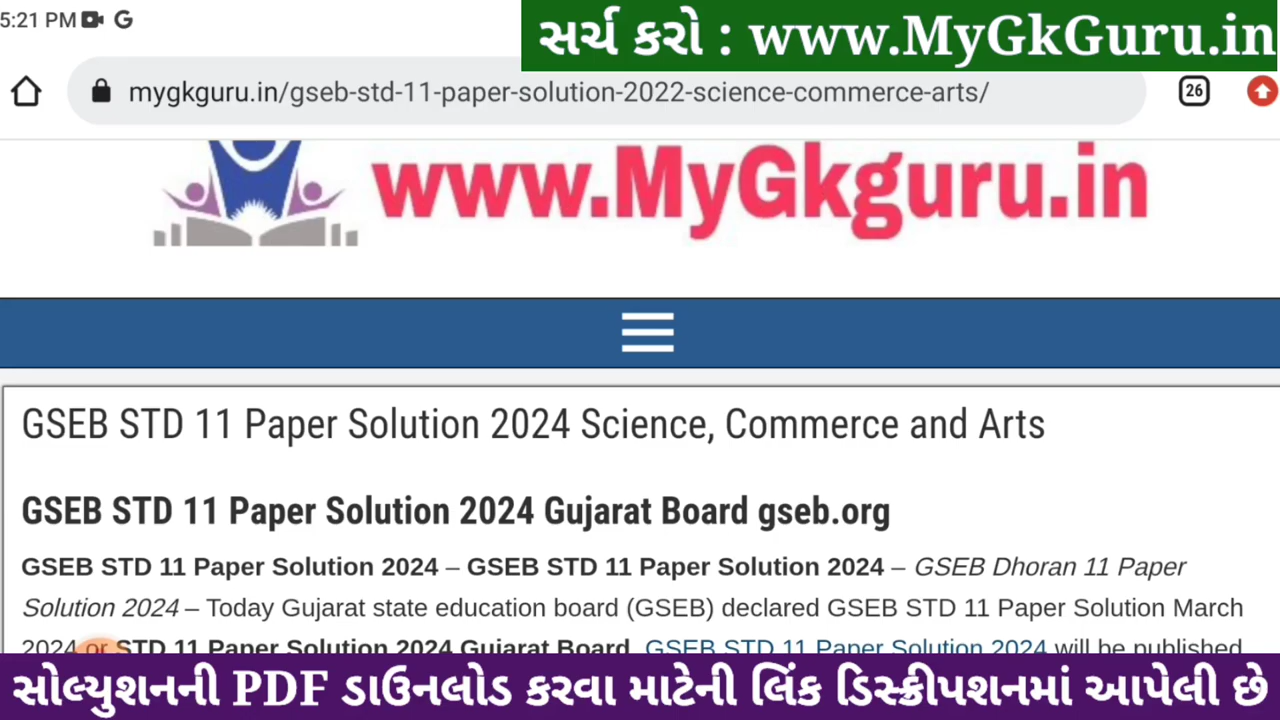 5:21 PM
સર્ચ કરો : www.MyGkGuru.in
mygkguru.in/gseb-std-11-paper-solution-2022-science-commerce-arts/
26
www.MyGkguru.in
GSEB STD 11 Paper Solution 2024 Science, Commerce and Arts
GSEB STD 11 Paper Solution 2024 Gujarat Board gseb.org
GSEB STD 11 Paper Solution 2024 – GSEB STD 11 Paper Solution 2024 – GSEB Dhoran 11 Paper
Solution 2024 – Today Gujarat state education board (GSEB) declared GSEB STD 11 Paper Solution March
2024 or STD 11 Paper Solution 2024 Gujarat Board. GSEB STD 11 Paper Solution 2024 will be published
સોલ્યુશનની PDF ડાઉનલોડ કરવા માટેની લિંક ડિસ્ક્રીપશનમાં આપેલી છે